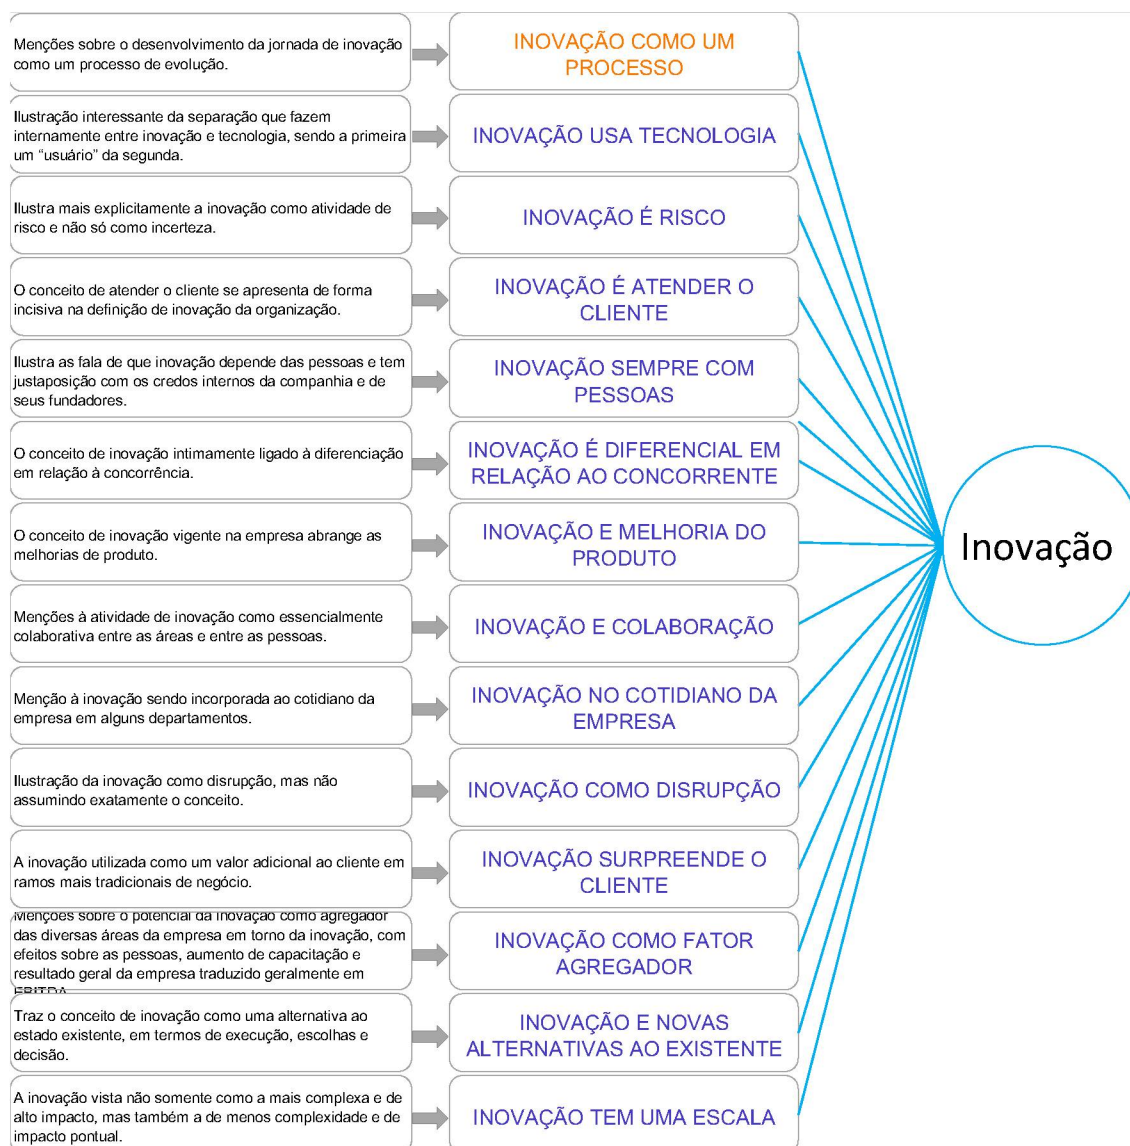 Menções sobre o desenvolvimento da jornada de inovação
como um processo de evolução.
INOVAÇÃO COMO UM
PROCESSO
Ilustração interessante da separação que fazem
internamente entre inovação e tecnologia, sendo a primeira
um “usuário” da segunda.
INOVAÇÃO USA TECNOLOGIA
Ilustra mais explicitamente a inovação como atividade de
risco e não só como incerteza.
INOVAÇÃO É RISCO
O conceito de atender o cliente se apresenta de forma
incisiva na definição de inovação da organização.
INOVAÇÃO É ATENDER O
CLIENTE
Ilustra as fala de que inovação depende das pessoas e tem
justaposição com os credos internos da companhia e de
seus fundadores.
INOVAÇÃO SEMPRE COM
PESSOAS
O conceito de inovação intimamente ligado à diferenciação
em relação à concorrência.
INOVAÇÃO É DIFERENCIAL EM
RELAÇÃO AO CONCORRENTE
O conceito de inovação vigente na empresa abrange as
melhorias de produto.
INOVAÇÃO E MELHORIA DO
PRODUTO
Menções à atividade de inovação como essencialmente
colaborativa entre as áreas e entre as pessoas.
INOVAÇÃO E COLABORAÇÃO
Menção à inovação sendo incorporada ao cotidiano da
empresa em alguns departamentos.
INOVAÇÃO NO COTIDIANO DA
EMPRESA
Ilustração da inovação como disrupção, mas não
assumindo exatamente o conceito.
INOVAÇÃO COMO DISRUPÇÃO
A inovação utilizada como um valor adicional ao cliente em
ramos mais tradicionais de negócio.
INOVAÇÃO SURPREENDE O
CLIENTE
Menções sobre o potencial da inovação como agregador
das diversas áreas da empresa em torno da inovação, com
efeitos sobre as pessoas, aumento de capacitação e
resultado geral da empresa traduzido geralmente em
EBITDA
INOVAÇÃO COMO FATOR
AGREGADOR
Traz o conceito de inovação como uma alternativa ao
estado existente, em termos de execução, escolhas e
decisão.
INOVAÇÃO E NOVAS
ALTERNATIVAS AO EXISTENTE
A inovação vista não somente como a mais complexa e de
alto impacto, mas também a de menos complexidade e de
impacto pontual.
INOVAÇÃO TEM UMA ESCALA
Inovação